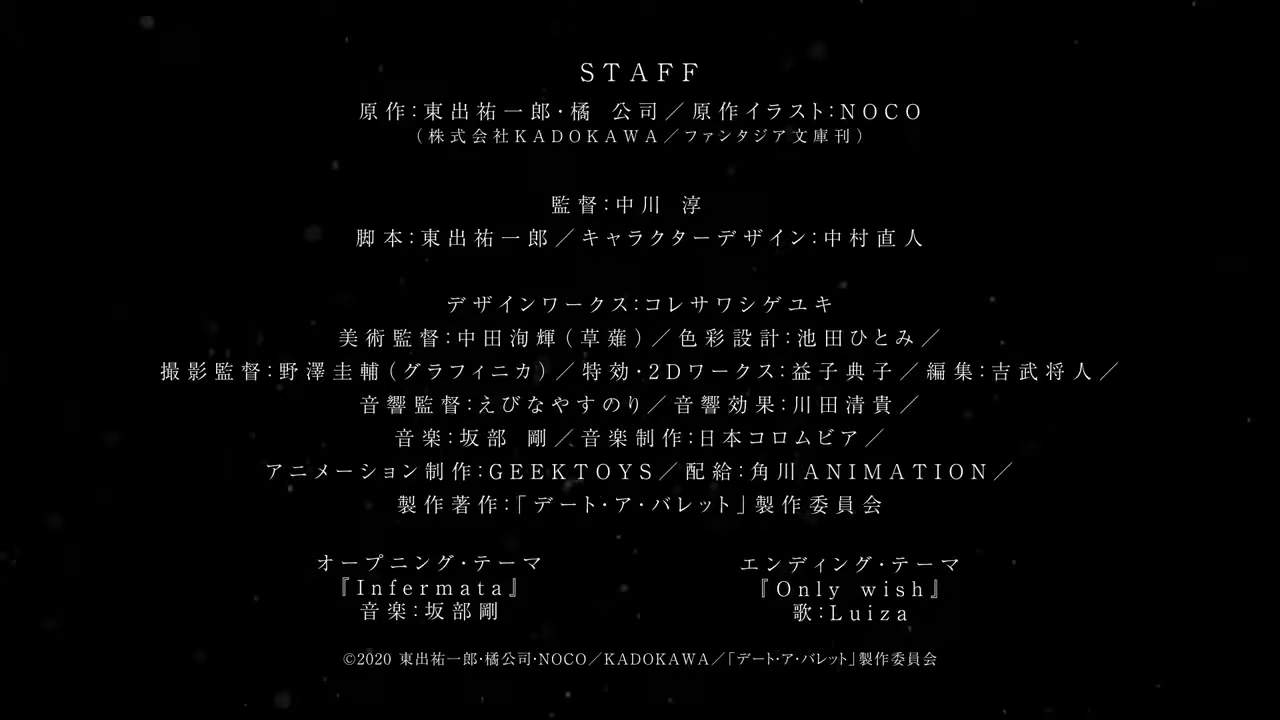 STAFF
原作：東出祐一郎・橘 公司／原作イラスト：NOCO
（株式会社KADOKAWA／ファンタジア文庫刊）
監督：中川 淳
脚本：東出祐一郎／キャラクターデザイン：中村直人
デザインワークス：コレサワシゲユキ
美術監督：中田洵輝（草薙）／色彩設計：池田ひとみ／
撮影監督：野澤圭輔（グラフィニカ）／特効・2Dワークス：益子典子／編集：吉武将人／
音響監督：えびなやすのり／音響効果：川田清貴／
音楽：坂部 剛／音楽制作：日本コロムビア／
アニメーション制作：GEEKTOYS／配給：角川ANIMATION／
製作著作：「デート・ア・バレット」製作委員会
オープニング・テーマ
『Infermata』
音楽：坂部剛
エンディング・テーマ
『Only wish』
歌：Luiza
©2020 東出祐一郎・橘公司・NOCO／KADOKAWA／「デート・ア・バレット」製作委員会